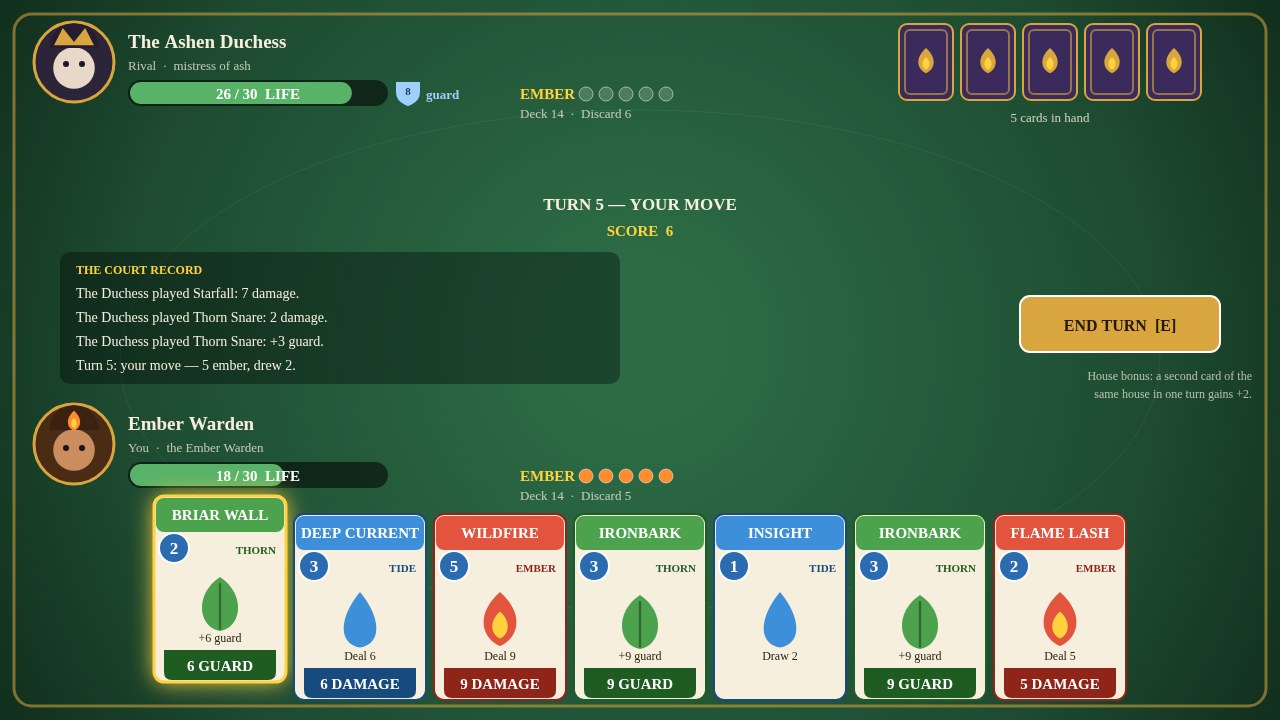 The Ashen Duchess
Rival · mistress of ash
26 / 30 LIFE
8 guard
EMBER
Deck 14 · Discard 6
5 cards in hand
TURN 5 — YOUR MOVE
SCORE 6
THE COURT RECORD
The Duchess played Starfall: 7 damage.
The Duchess played Thorn Snare: 2 damage.
The Duchess played Thorn Snare: +3 guard.
Turn 5: your move — 5 ember, drew 2.
END TURN [E]
House bonus: a second card of the
same house in one turn gains +2.
Ember Warden
You · the Ember Warden
18 / 30 LIFE
EMBER
Deck 14 · Discard 5
BRIAR WALL
2 THORN
+6 guard
6 GUARD
DEEP CURRENT
3 TIDE
Deal 6
6 DAMAGE
WILDFIRE
5 EMBER
Deal 9
9 DAMAGE
IRONBARK
3 THORN
+9 guard
9 GUARD
INSIGHT
1 TIDE
Draw 2
IRONBARK
3 THORN
+9 guard
9 GUARD
FLAME LASH
2 EMBER
Deal 5
5 DAMAGE